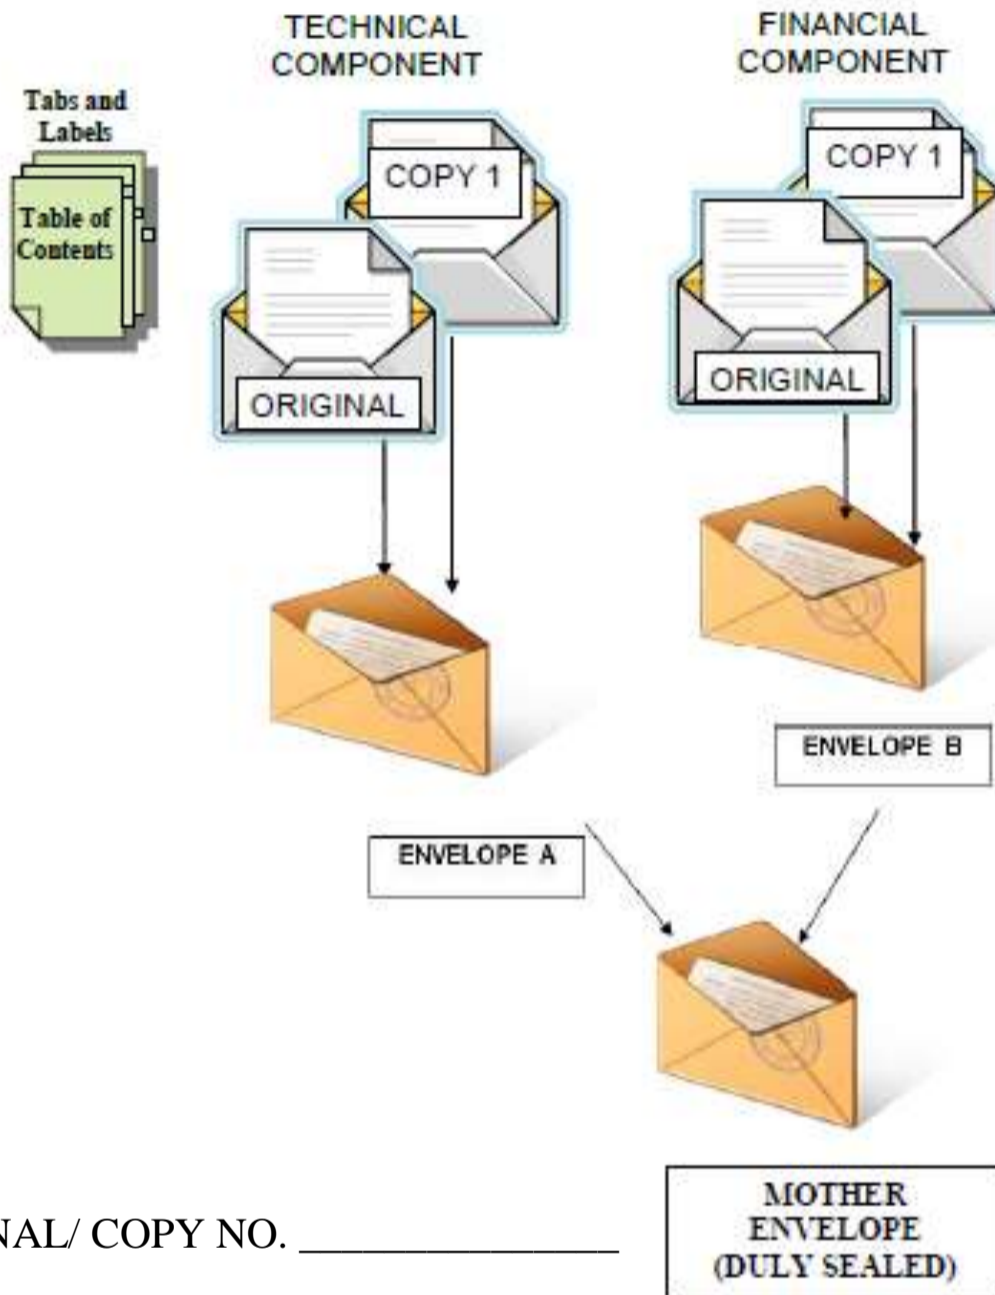 TECHNICAL
COMPONENT
FINANCIAL
COMPONENT
Tabs and
Labels
Table of
Contents
COPY 1
ORIGINAL
COPY 1
ORIGINAL
ENVELOPE B
ENVELOPE A
NAL/ COPY NO. _______________
MOTHER
ENVELOPE
(DULY SEALED)